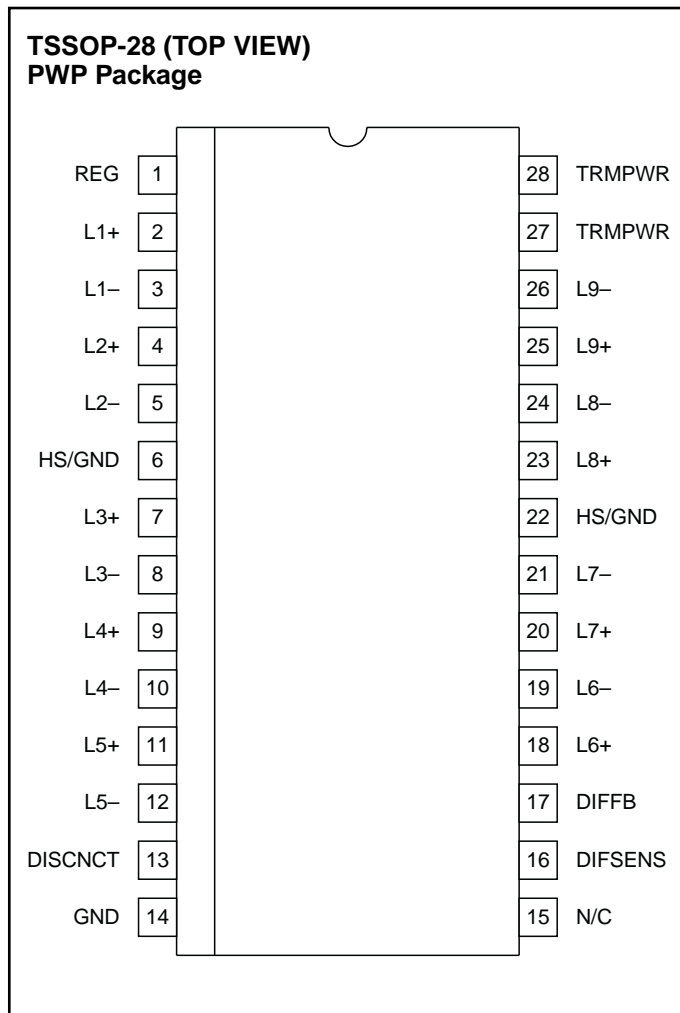 TSSOP-28 (TOP VIEW)
PWP Package
REG 1 28 TRMPWR
L1+ 2 27 TRMPWR
L1– 3 26 L9–
L2+ 4 25 L9+
L2– 5 24 L8–
HS/GND 6 23 L8+
L3+ 7 22 HS/GND
L3– 8 21 L7–
L4+ 9 20 L7+
L4– 10 19 L6–
L5+ 11 18 L6+
L5– 12 17 DIFFB
DISCNCT 13 16 DIFSENS
GND 14 15 N/C